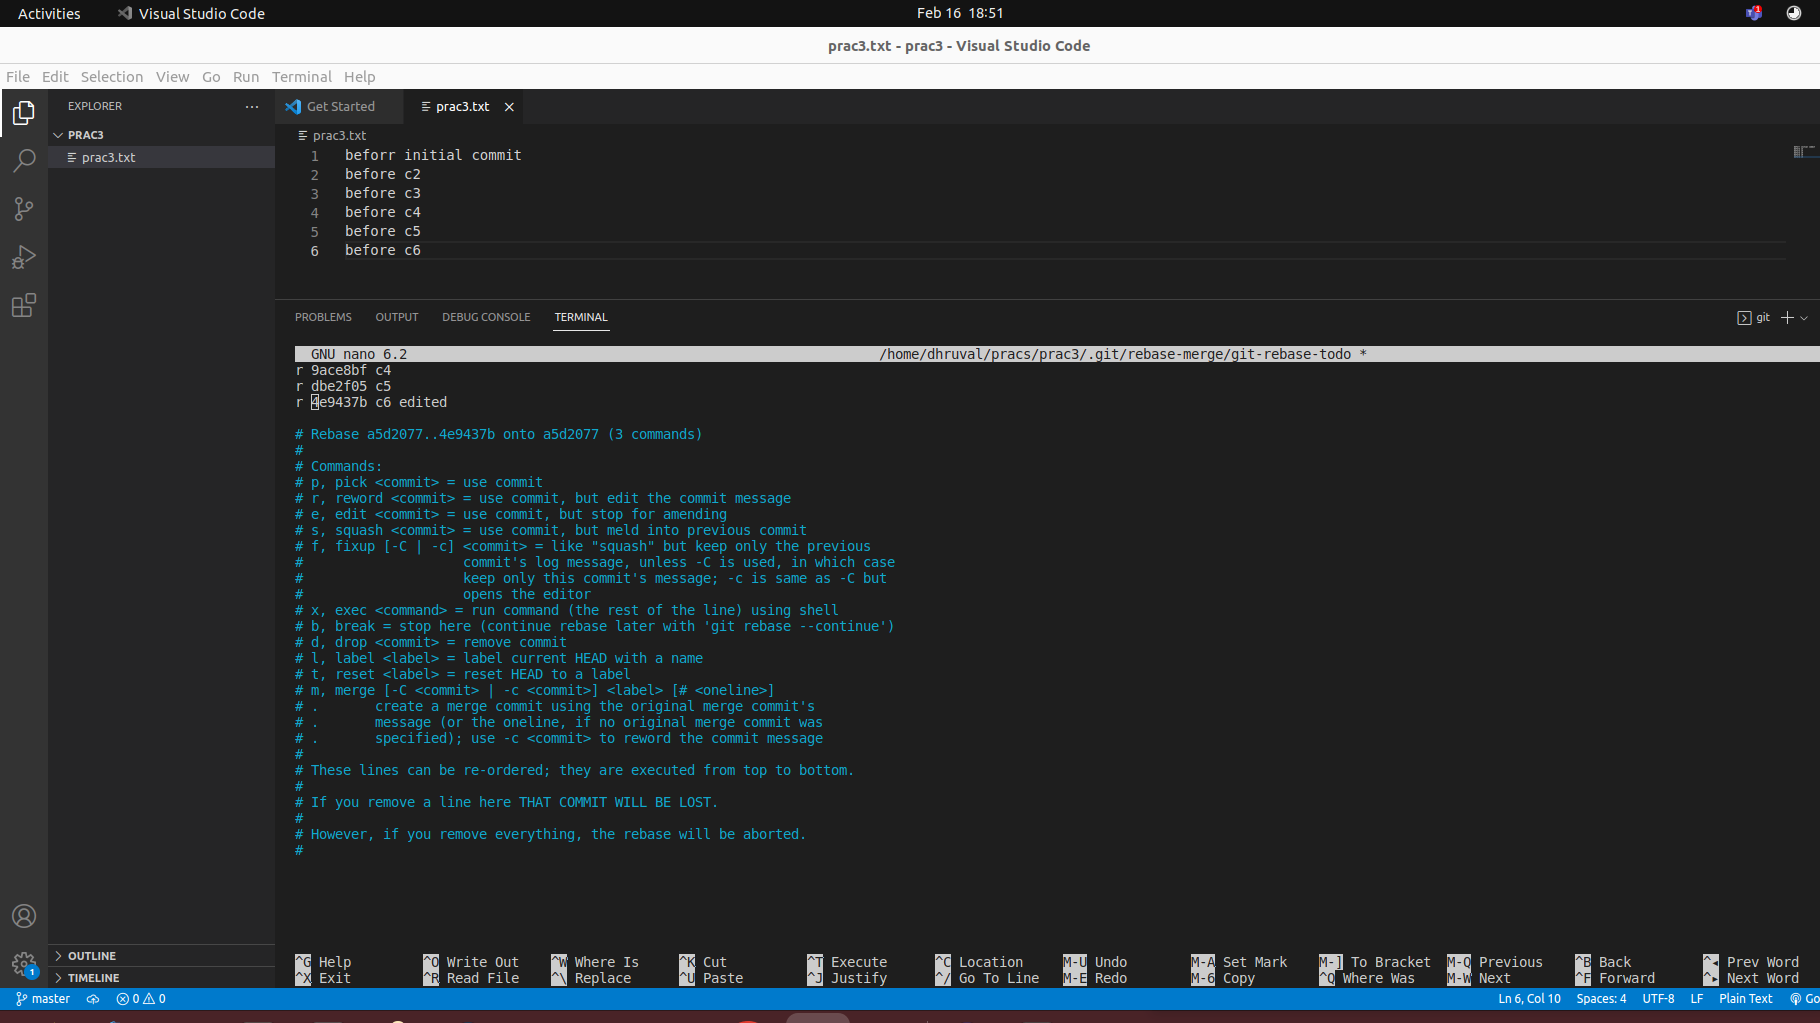 Activities Visual Studio Code Feb 16 18:51 1
prac3.txt - prac3 - Visual Studio Code
File Edit Selection View Go Run Terminal Help
EXPLORER ...
PRAC3
prac3.txt
Get Started prac3.txt
prac3.txt
1 beforr initial commit
2 before c2
3 before c3
4 before c4
5 before c5
6 before c6
PROBLEMS OUTPUT DEBUG CONSOLE TERMINAL git
GNU nano 6.2 /home/dhruval/pracs/prac3/.git/rebase-merge/git-rebase-todo *
r 9ace8bf c4
r dbe2f05 c5
r 4e9437b c6 edited
# Rebase a5d2077..4e9437b onto a5d2077 (3 commands)
#
# Commands:
# p, pick <commit> = use commit
# r, reword <commit> = use commit, but edit the commit message
# e, edit <commit> = use commit, but stop for amending
# s, squash <commit> = use commit, but meld into previous commit
# f, fixup [-C | -c] <commit> = like "squash" but keep only the previous
# commit's log message, unless -C is used, in which case
# keep only this commit's message; -c is same as -C but
# opens the editor
# x, exec <command> = run command (the rest of the line) using shell
# b, break = stop here (continue rebase later with 'git rebase --continue')
# d, drop <commit> = remove commit
# l, label <label> = label current HEAD with a name
# t, reset <label> = reset HEAD to a label
# m, merge [-C <commit> | -c <commit>] <label> [# <oneline>]
# . create a merge commit using the original merge commit's
# . message (or the oneline, if no original merge commit was
# . specified); use -c <commit> to reword the commit message
#
# These lines can be re-ordered; they are executed from top to bottom.
#
# If you remove a line here THAT COMMIT WILL BE LOST.
#
# However, if you remove everything, the rebase will be aborted.
#
^G Help ^O Write Out ^W Where Is ^K Cut ^T Execute ^C Location M-U Undo M-A Set Mark M-] To Bracket M-Q Previous ^B Back ^◂ Prev Word
^X Exit ^R Read File ^\ Replace ^U Paste ^J Justify ^/ Go To Line M-E Redo M-6 Copy ^Q Where Was M-W Next ^F Forward ^▸ Next Word
OUTLINE
1
TIMELINE
master 0 0 Ln 6, Col 10 Spaces: 4 UTF-8 LF Plain Text Go